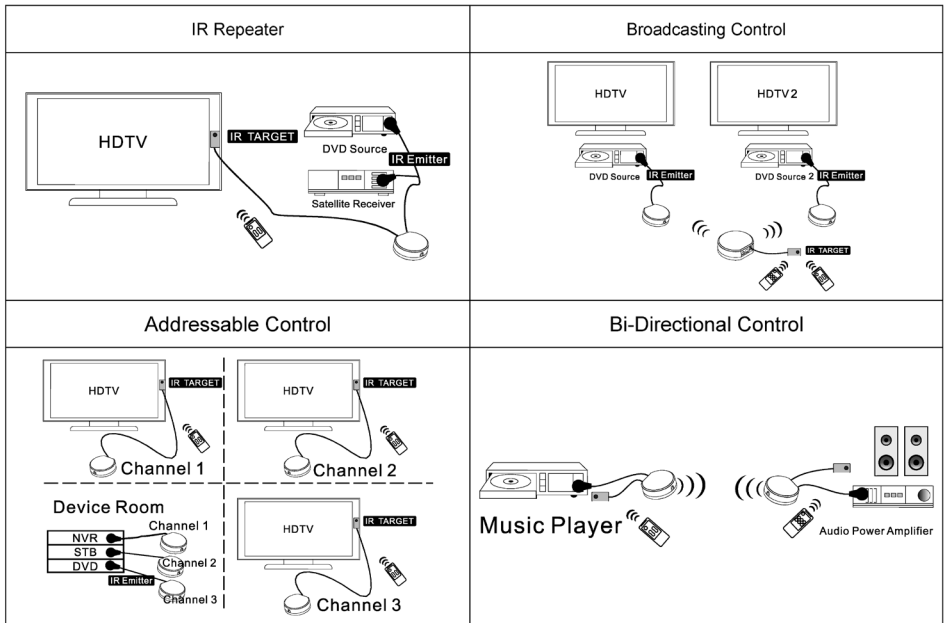 IR Repeater
HDTV
IR TARGET
DVD Source
IR Emitter
Satellite Receiver
Broadcasting Control
HDTV
HDTV 2
DVD Source
IR Emitter
DVD Source 2
IR Emitter
IR TARGET
Addressable Control
HDTV
IR TARGET
Channel 1
HDTV
IR TARGET
Channel 2
Device Room
Channel 1
NVR
STB
Channel 2
DVD
IR Emitter
Channel 3
HDTV
IR TARGET
Channel 3
Bi-Directional Control
Music Player
Audio Power Amplifier